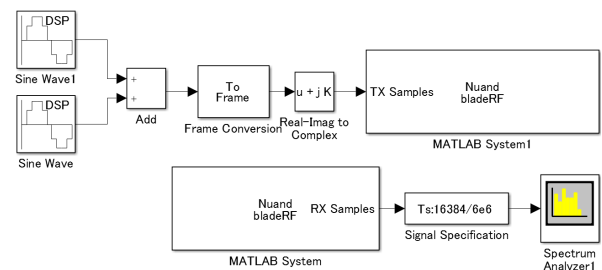 DSP
Sine Wave1
DSP
Sine Wave
+
+
Add
To
Frame
Frame Conversion
u + j K
Real-Imag to
Complex
TX Samples
Nuand
bladeRF
MATLAB System1
Nuand
bladeRF
RX Samples
MATLAB System
Ts:16384/6e6
Signal Specification
Spectrum
Analyzer1